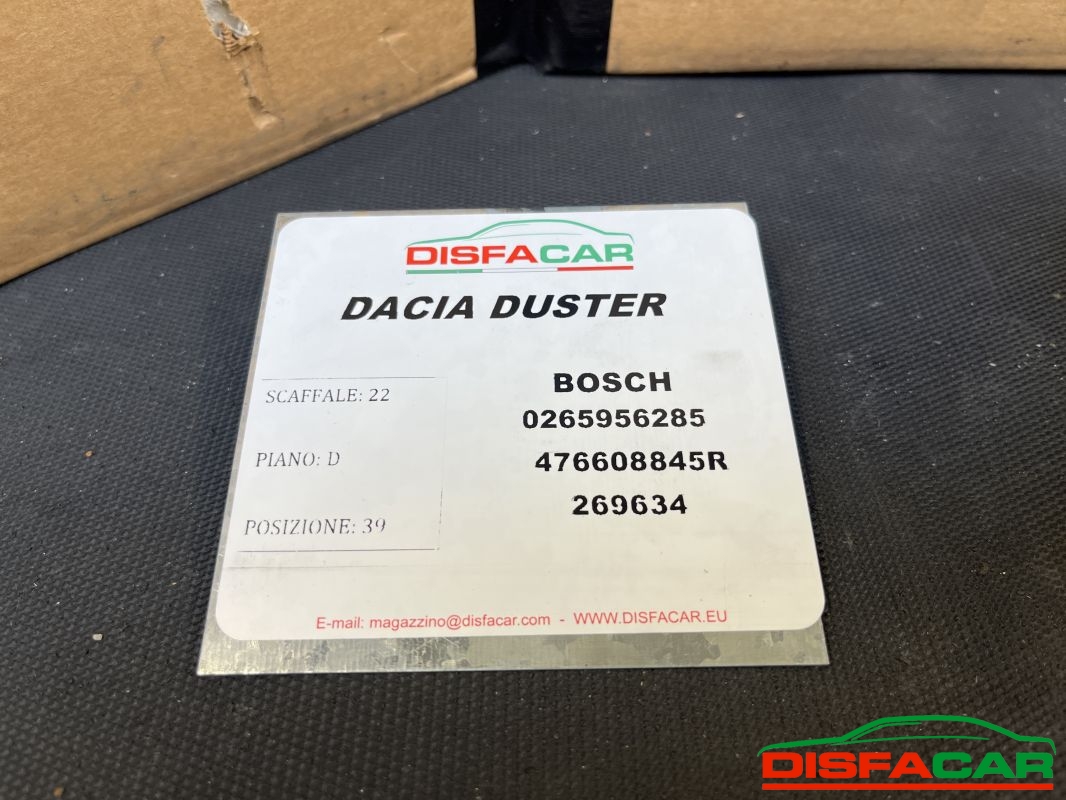 DISFACAR
DACIA DUSTER
SCAFFALE: 22
PIANO: D
POSIZIONE: 39
BOSCH
0265956285
476608845R
269634
E-mail: magazzino@disfacar.com - WWW.DISFACAR.EU
DISFACAR